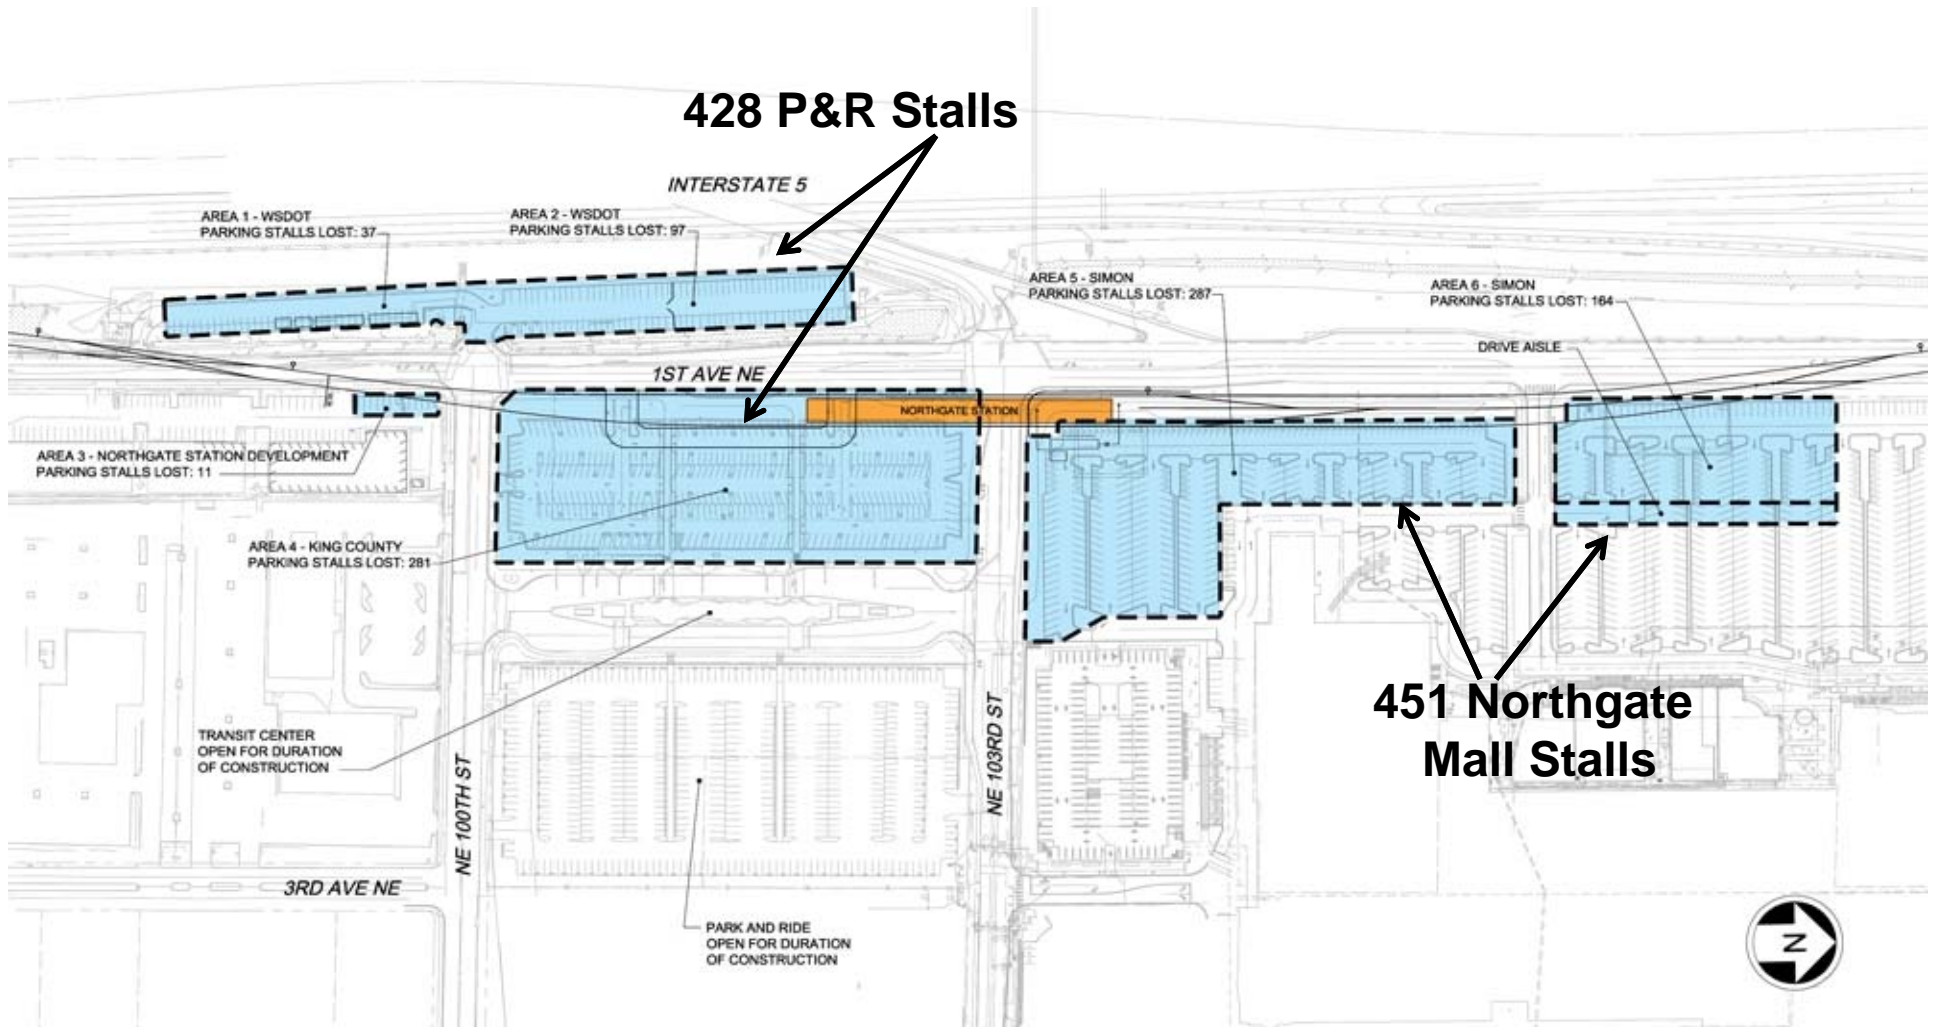 428 P&R Stalls
INTERSTATE 5
AREA 1 - WSDOT
PARKING STALLS LOST: 37
AREA 2 - WSDOT
PARKING STALLS LOST: 97
AREA 5 - SIMON
PARKING STALLS LOST: 287
AREA 6 - SIMON
PARKING STALLS LOST: 164
DRIVE AISLE
1ST AVE NE
NORTHGATE STATION
AREA 3 - NORTHGATE STATION DEVELOPMENT
PARKING STALLS LOST: 11
AREA 4 - KING COUNTY
PARKING STALLS LOST: 281
451 Northgate
Mall Stalls
TRANSIT CENTER
OPEN FOR DURATION
OF CONSTRUCTION
NE 100TH ST
NE 103RD ST
3RD AVE NE
PARK AND RIDE
OPEN FOR DURATION
OF CONSTRUCTION
N